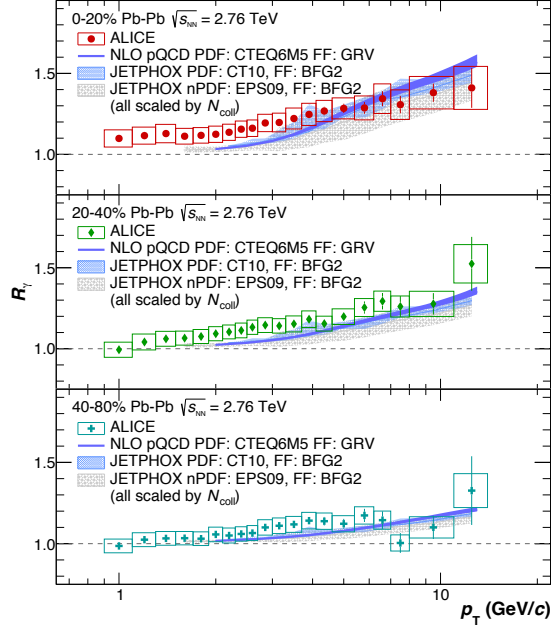 0-20% Pb-Pb √s_NN = 2.76 TeV
ALICE
NLO pQCD PDF: CTEQ6M5 FF: GRV
JETPHOX PDF: CT10, FF: BFG2
JETPHOX nPDF: EPS09, FF: BFG2
(all scaled by N_coll)
1.5
1.0
20-40% Pb-Pb √s_NN = 2.76 TeV
ALICE
NLO pQCD PDF: CTEQ6M5 FF: GRV
JETPHOX PDF: CT10, FF: BFG2
JETPHOX nPDF: EPS09, FF: BFG2
(all scaled by N_coll)
1.5
1.0
R_γ
40-80% Pb-Pb √s_NN = 2.76 TeV
ALICE
NLO pQCD PDF: CTEQ6M5 FF: GRV
JETPHOX PDF: CT10, FF: BFG2
JETPHOX nPDF: EPS09, FF: BFG2
(all scaled by N_coll)
1.5
1.0
1 10
p_T (GeV/c)